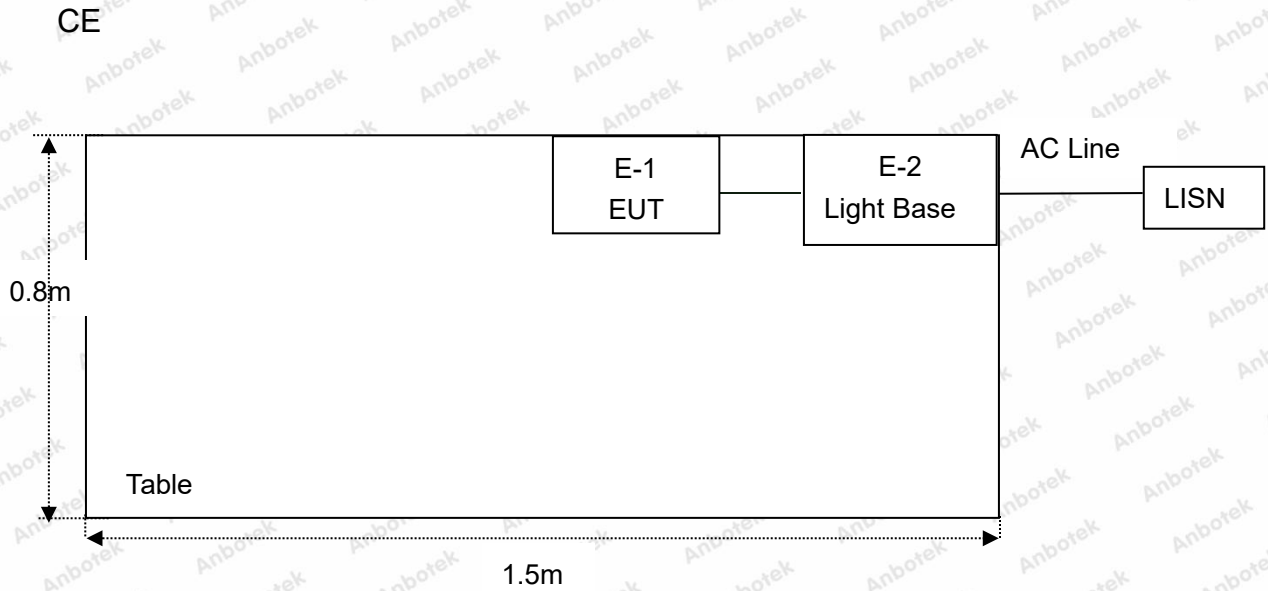 CE
E-1
EUT
E-2
Light Base
AC Line
LISN
0.8m
Table
1.5m